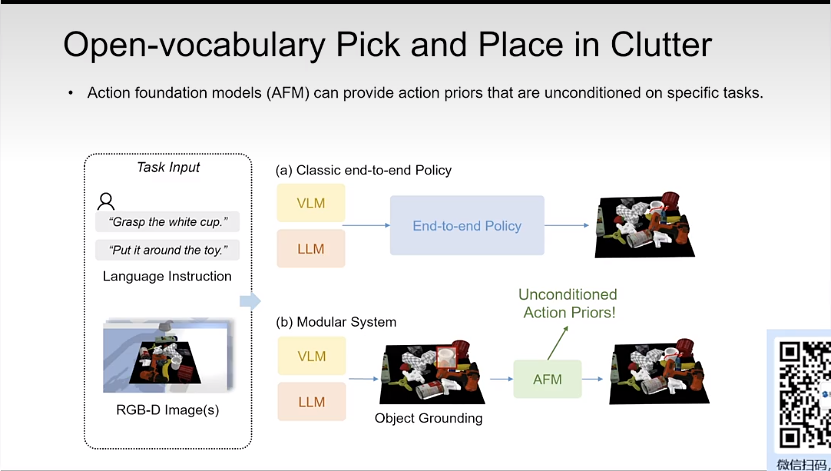 Open-vocabulary Pick and Place in Clutter
• Action foundation models (AFM) can provide action priors that are unconditioned on specific tasks.
Task Input
“Grasp the white cup.”
“Put it around the toy.”
Language Instruction
RGB-D Image(s)
(a) Classic end-to-end Policy
VLM
LLM
End-to-end Policy
(b) Modular System
VLM
LLM
Object Grounding
Unconditioned
Action Priors!
AFM
微信扫码